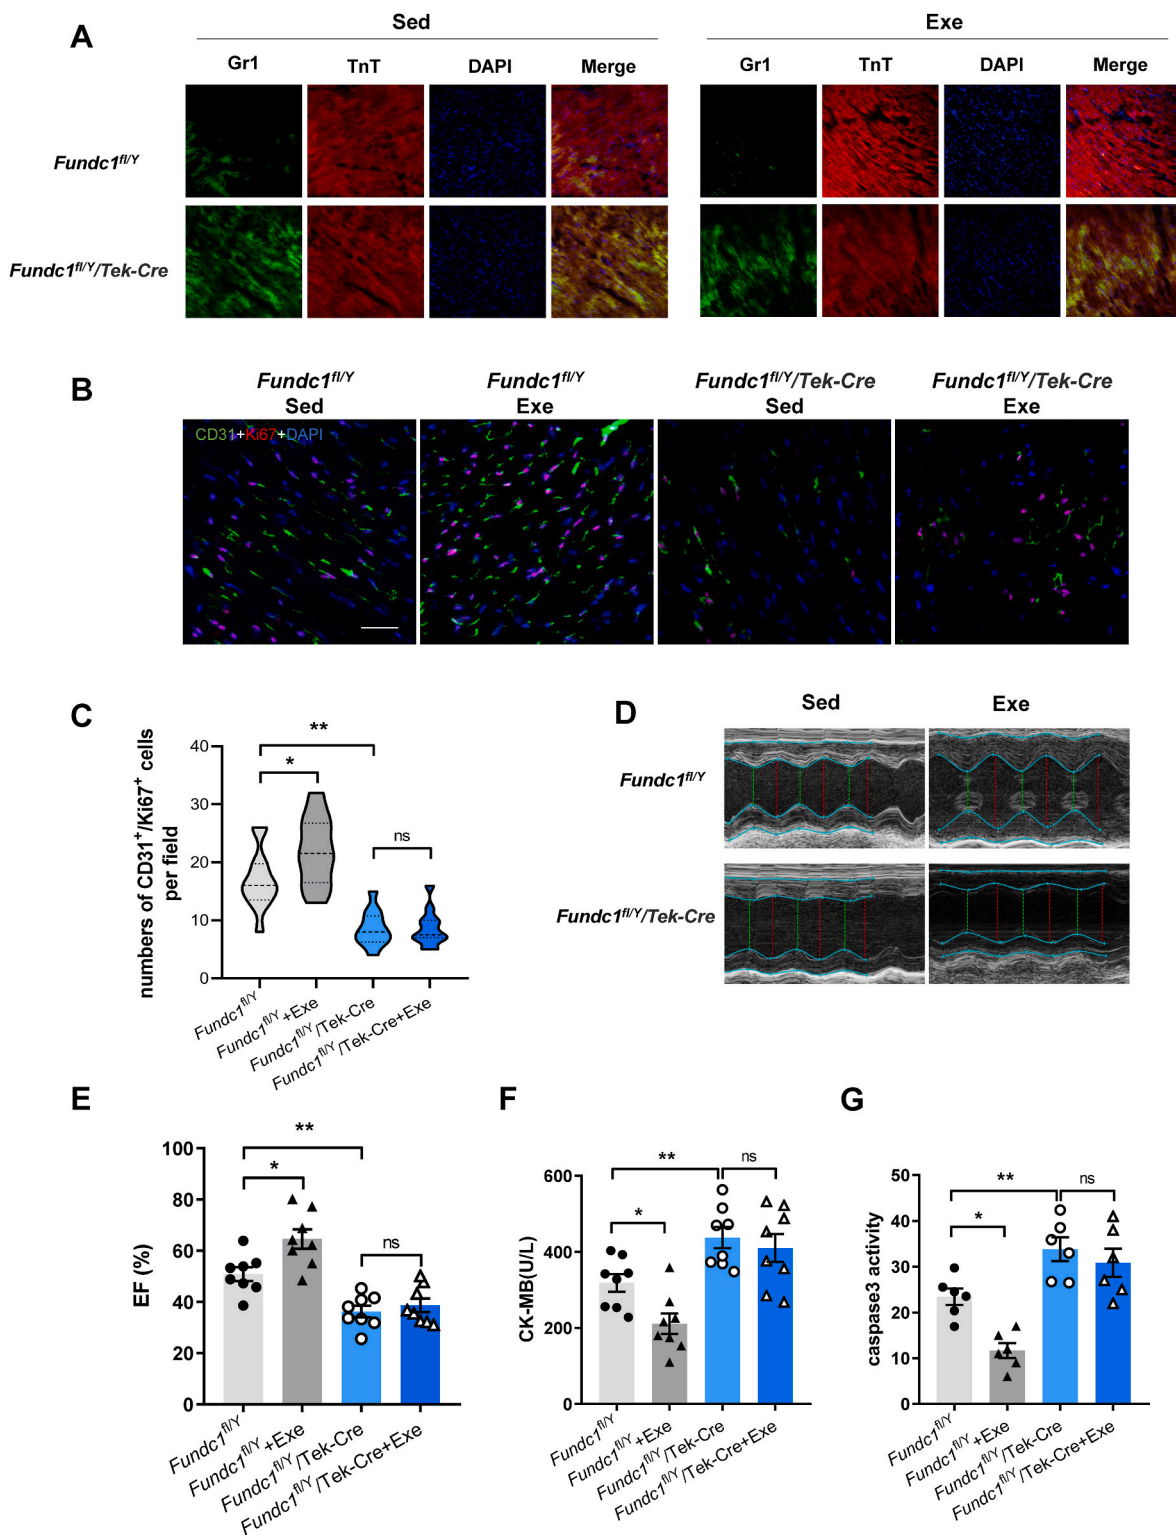 A
Sed
Exe
Gr1 TnT DAPI Merge
Gr1 TnT DAPI Merge
Fundc1fl/Y
Fundc1fl/Y/Tek-Cre
B
Fundc1fl/Y Sed
Fundc1fl/Y Exe
Fundc1fl/Y/Tek-Cre Sed
Fundc1fl/Y/Tek-Cre Exe
CD31+Ki67+DAPI
C
numbers of CD31+/Ki67+ cells
per field
40
30
20
10
0
**
*
ns
Fundc1fl/Y
Fundc1fl/Y+Exe
Fundc1fl/Y/Tek-Cre
Fundc1fl/Y/Tek-Cre+Exe
D
Sed
Exe
Fundc1fl/Y
Fundc1fl/Y/Tek-Cre
E
EF (%)
100
80
60
40
20
0
**
*
ns
Fundc1fl/Y
Fundc1fl/Y+Exe
Fundc1fl/Y/Tek-Cre
Fundc1fl/Y/Tek-Cre+Exe
F
CK-MB(U/L)
600
400
200
0
**
*
ns
Fundc1fl/Y
Fundc1fl/Y+Exe
Fundc1fl/Y/Tek-Cre
Fundc1fl/Y/Tek-Cre+Exe
G
caspase3 activity
50
40
30
20
10
0
**
*
ns
Fundc1fl/Y
Fundc1fl/Y+Exe
Fundc1fl/Y/Tek-Cre
Fundc1fl/Y/Tek-Cre+Exe